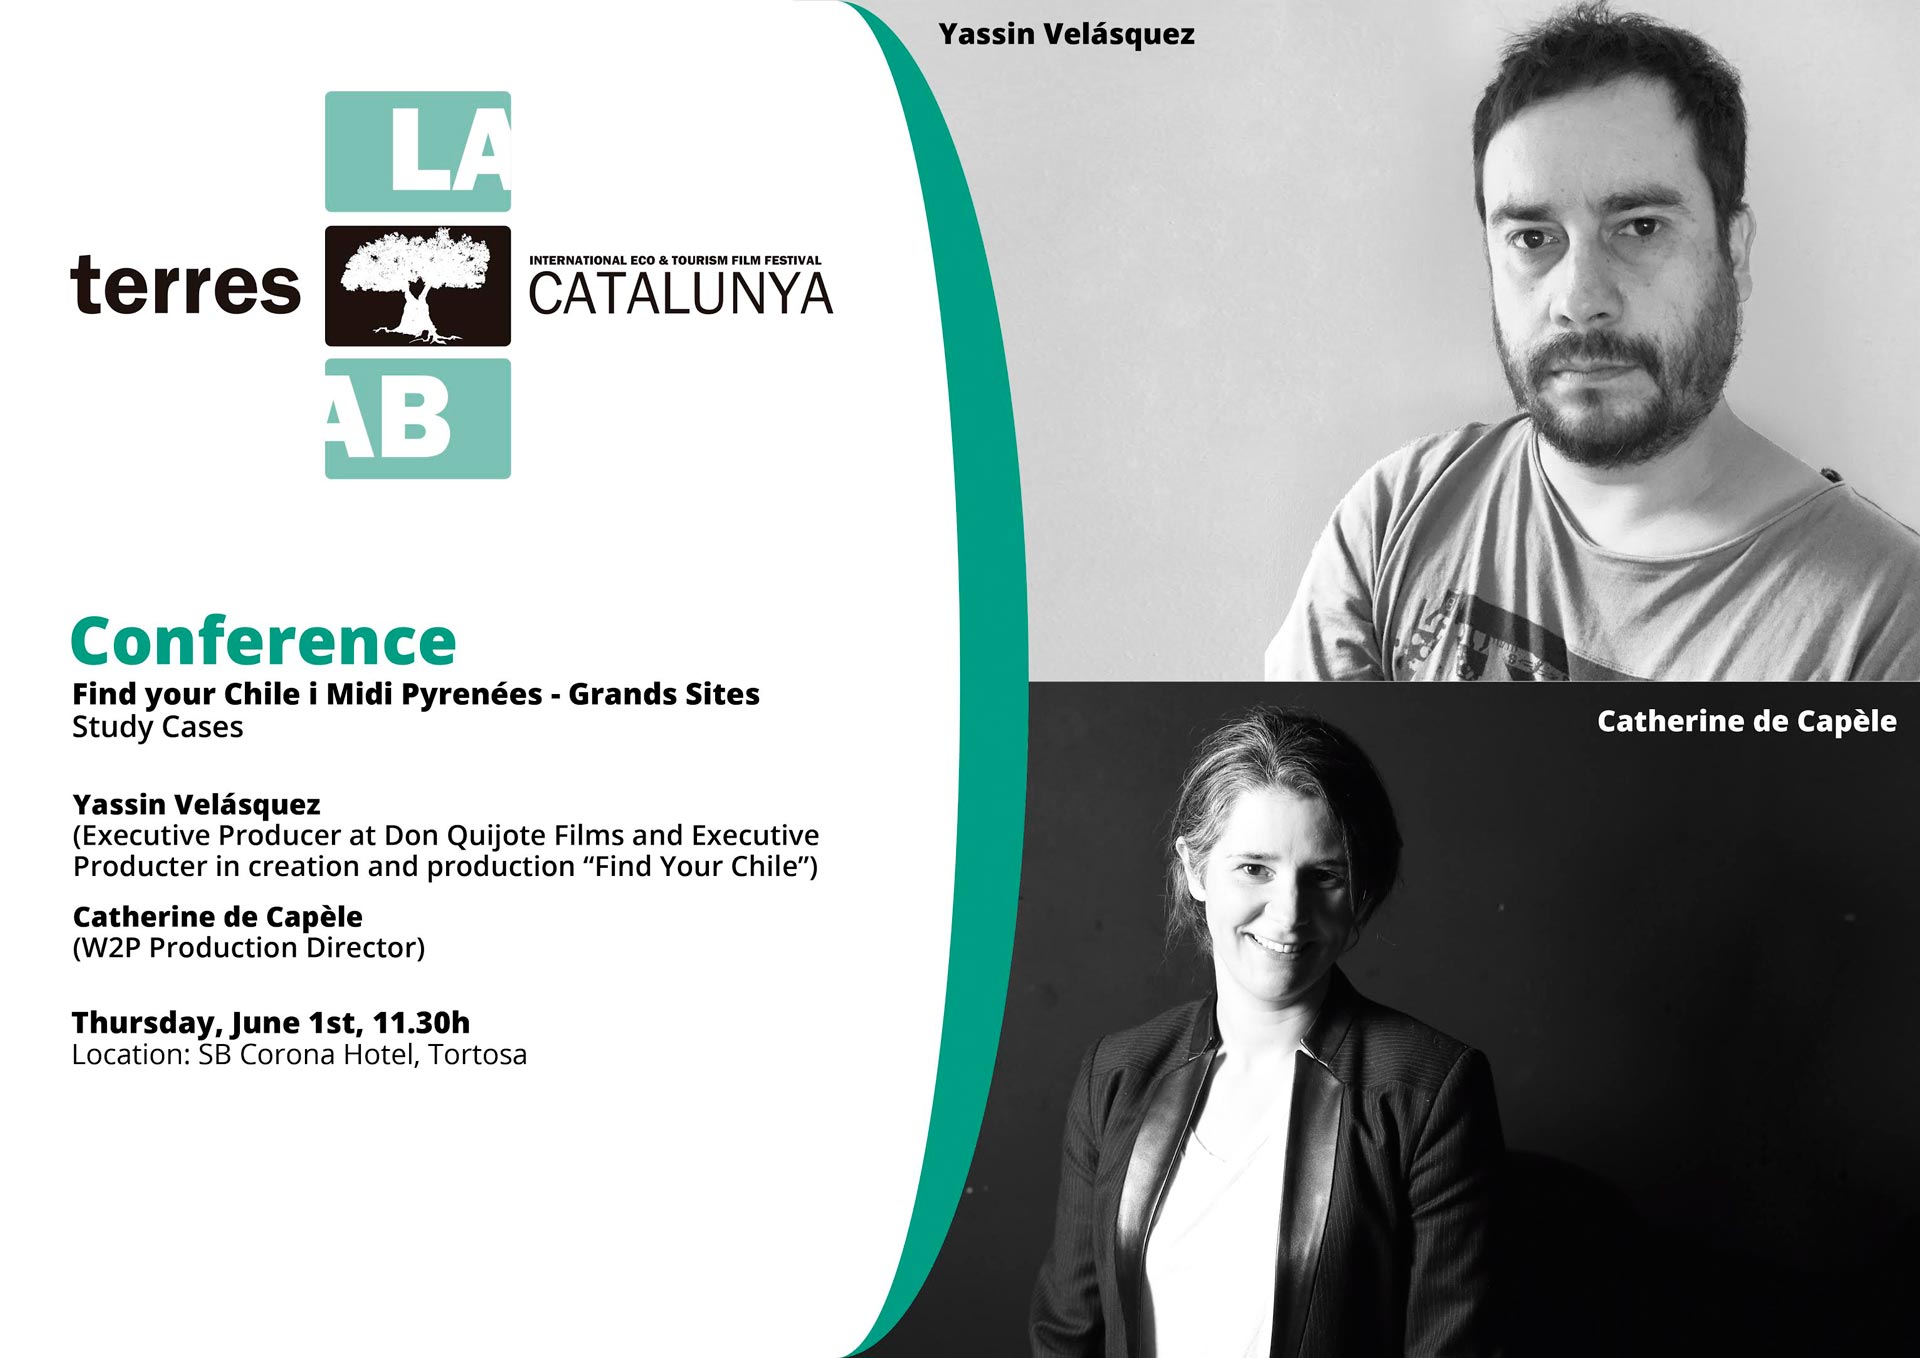 LA
terres
INTERNATIONAL ECO & TOURISM FILM FESTIVAL
CATALUNYA
AB
Conference
Find your Chile i Midi Pyrenées - Grands Sites
Study Cases
Yassin Velásquez
(Executive Producer at Don Quijote Films and Executive
Producter in creation and production “Find Your Chile”)
Catherine de Capèle
(W2P Production Director)
Thursday, June 1st, 11.30h
Location: SB Corona Hotel, Tortosa
Yassin Velásquez
Catherine de Capèle